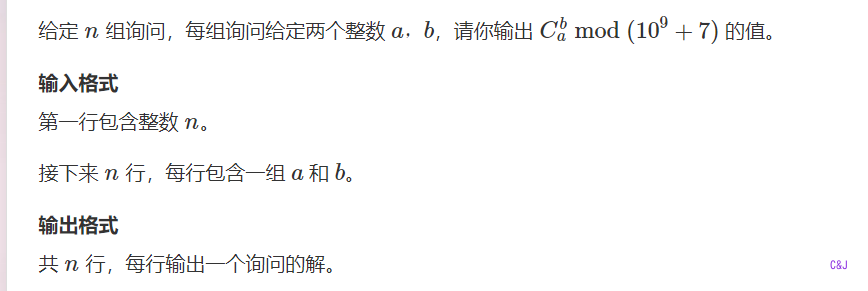 给定 n 组询问，每组询问给定两个整数 a，b，请你输出 C_a^b mod (10^9 + 7) 的值。
输入格式
第一行包含整数 n。
接下来 n 行，每行包含一组 a 和 b。
输出格式
共 n 行，每行输出一个询问的解。
C&J